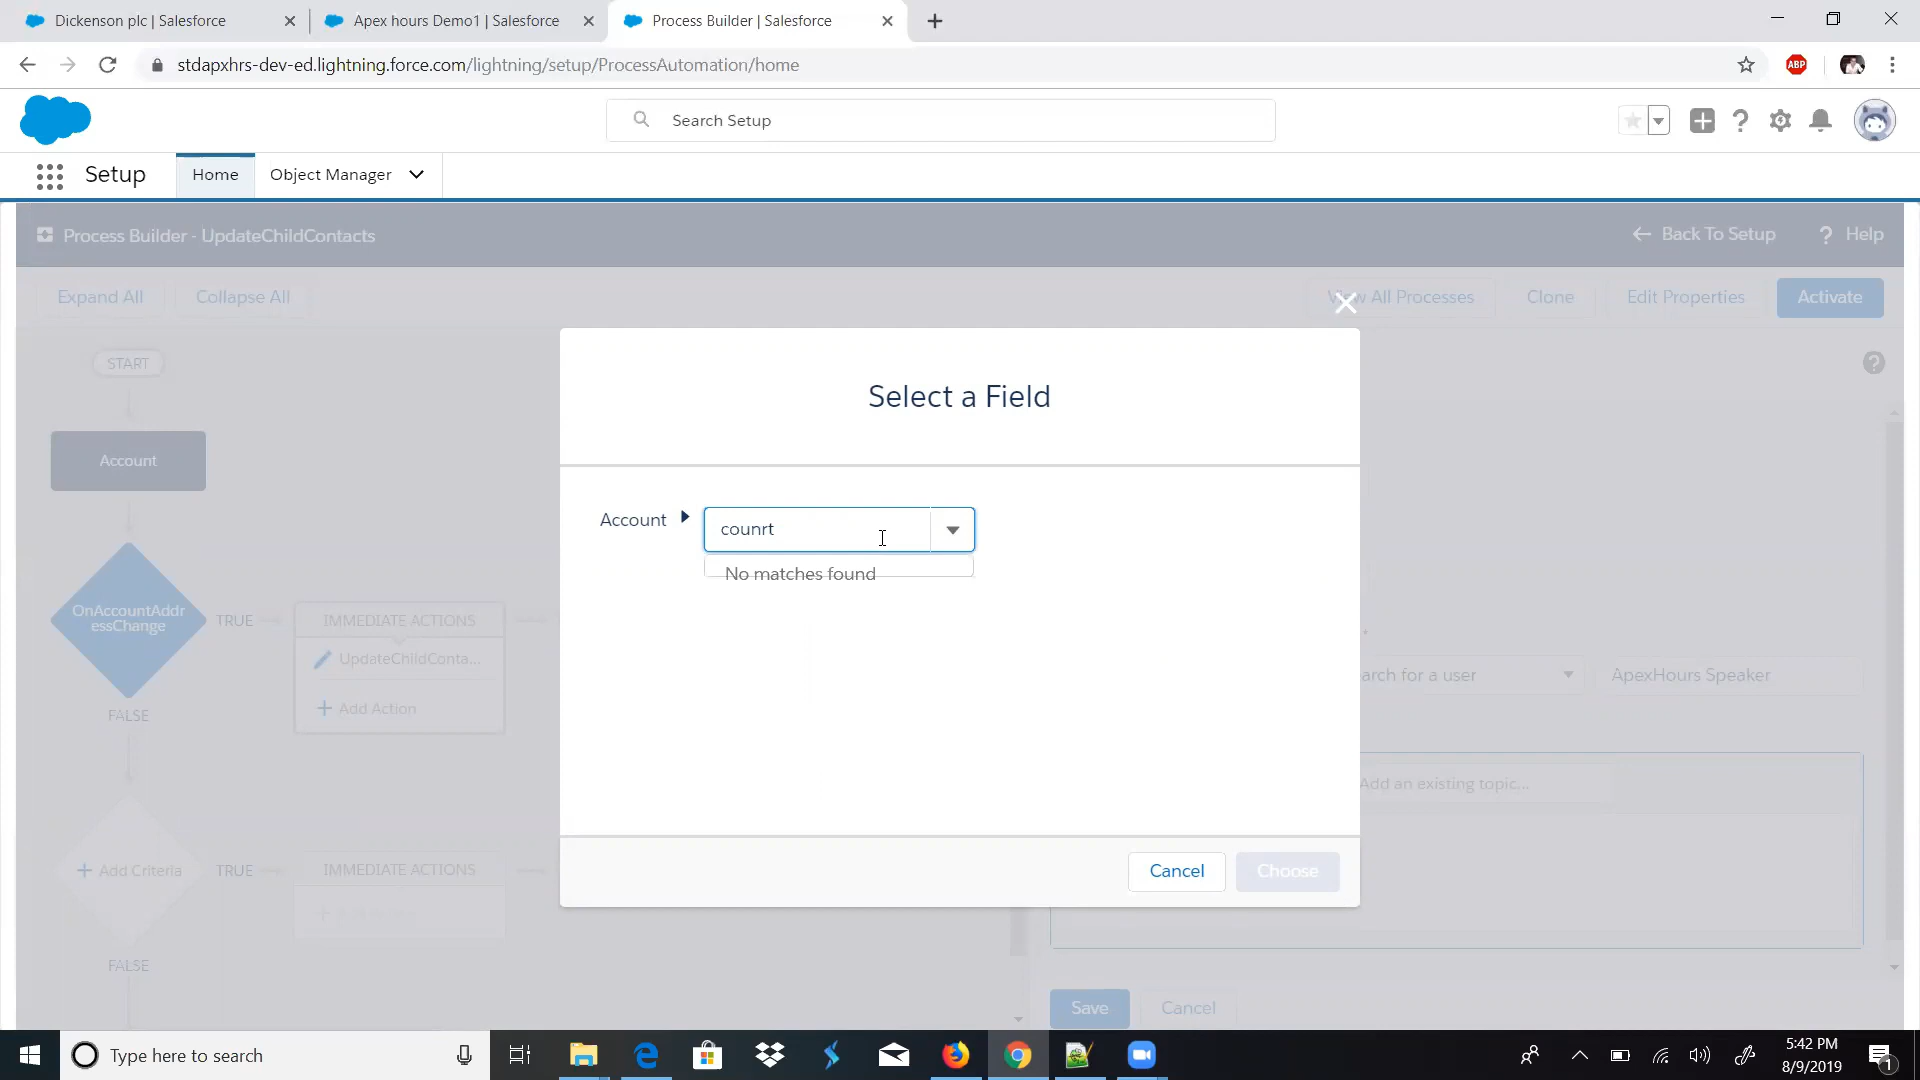 Dickenson plc | Salesforce
Apex hours Demo1 | Salesforce
Process Builder | Salesforce
stdapxhrs-dev-ed.lightning.force.com/lightning/setup/ProcessAutomation/home
ABP
Search Setup
Setup
Home
Object Manager
Process Builder - UpdateChildContacts
Back To Setup
? Help
Expand All
Collapse All
View All Processes
Clone
Edit Properties
Activate
START
Account
OnAccountAddr
essChange
TRUE
IMMEDIATE ACTIONS
UpdateChildConta...
+ Add Action
FALSE
+ Add Criteria
TRUE
IMMEDIATE ACTIONS
FALSE
Select a Field
Account
counrt
No matches found
Cancel
Choose
arch for a user
ApexHours Speaker
Add an existing topic...
Save
Cancel
Type here to search
5:42 PM
8/9/2019
1